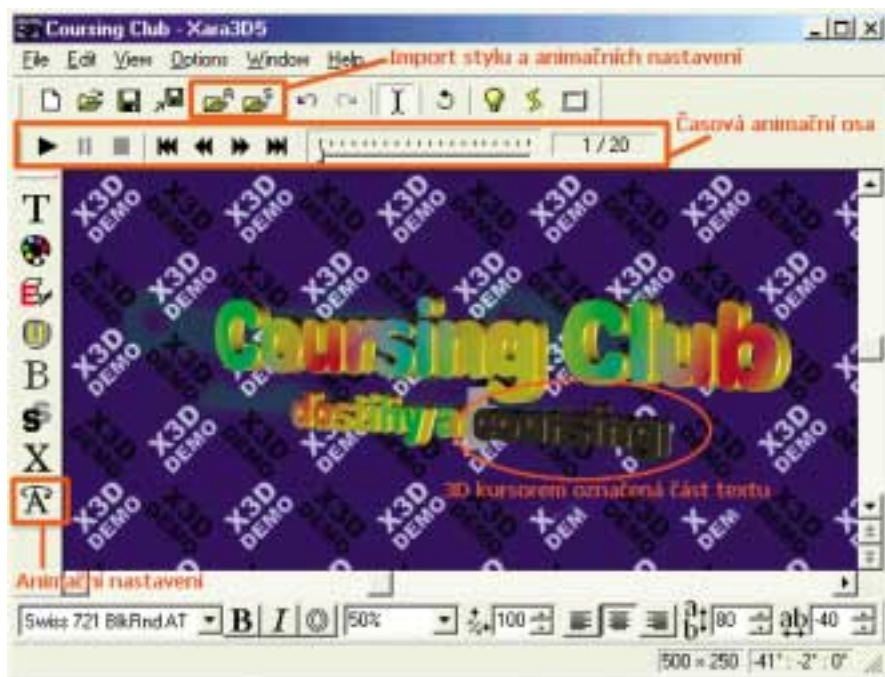 Coursing Club - Xara3D5
File Edit View Options Window Help
Import stylu a animačních nastavení
Časová animační osa
1 / 20
X3D DEMO
Coursing Club
dostihy a coursing
3D kursorem označená část textu
Animační nastavení
Swiss 721 BlkRnd AT B I 50% 100 80 -40
500 × 250 -41° : -2° : 0°